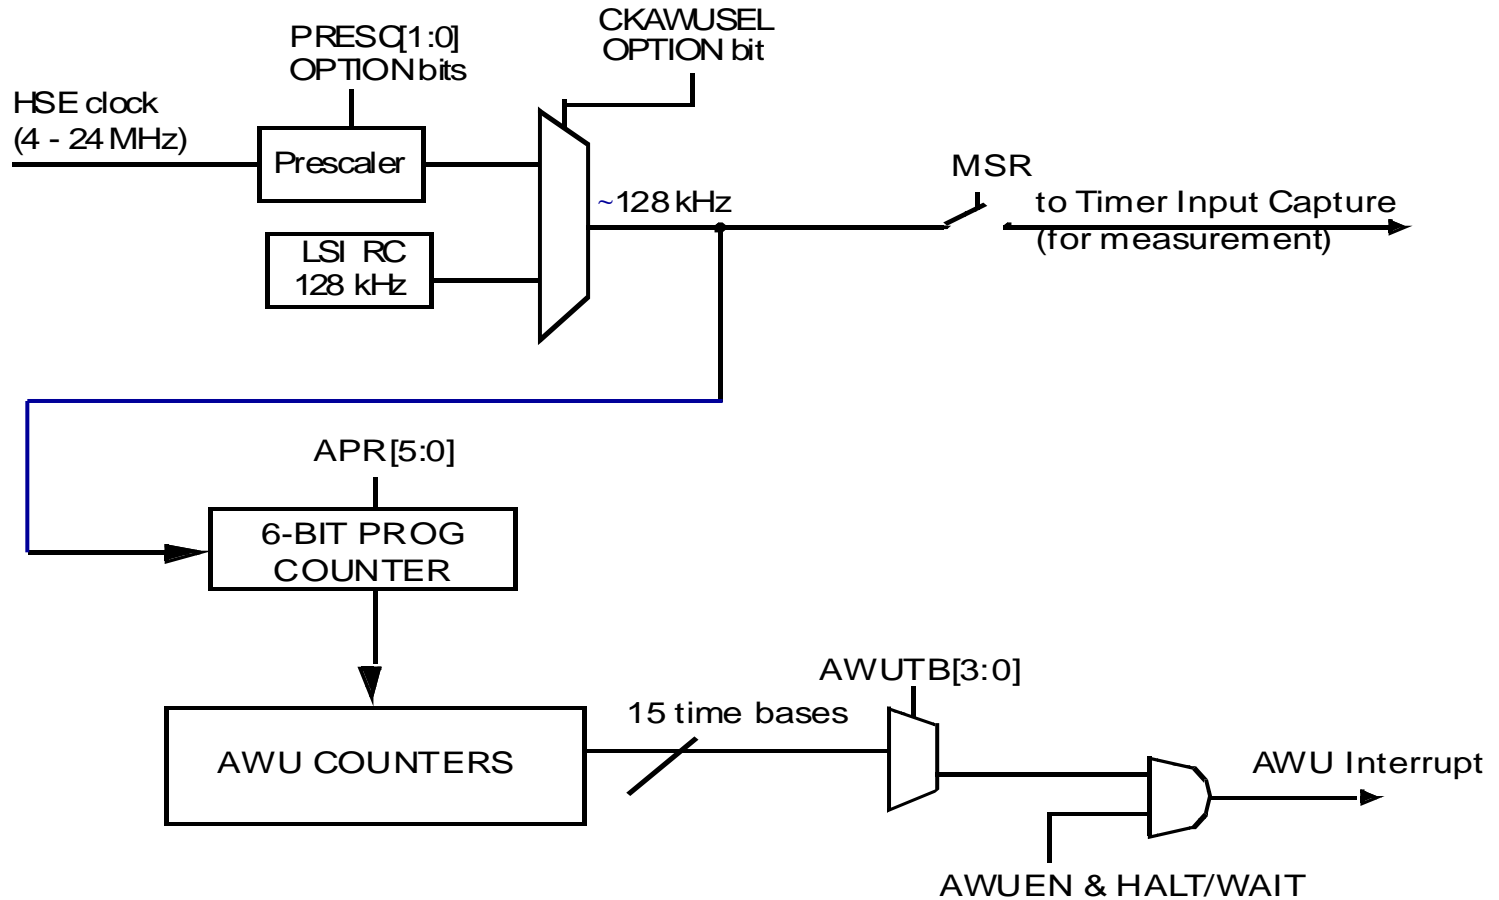 CKAWUSEL
OPTION bit
PRESC[1:0]
OPTION bits
HSE clock
(4 - 24 MHz)
Prescaler
MSR
~128 kHz
to Timer Input Capture
(for measurement)
LSI RC
128 kHz
APR[5:0]
6-BIT PROG
COUNTER
AWUTB[3:0]
15 time bases
AWU COUNTERS
AWU Interrupt
AWUEN & HALT/WAIT